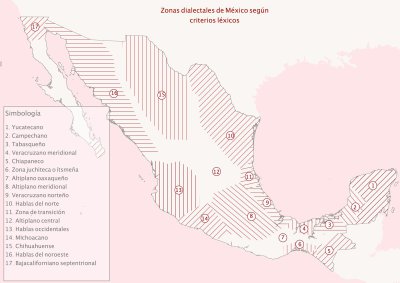 Zonas dialectales de México según
criterios léxicos
Simbología
1, Yucatecano
2, Campechano
3, Tabasqueño
4, Veracruzano meridional
5, Chiapaneco
6, Zona juchiteca o itsmeña
7, Altiplano oaxaqueño
8, Altiplano meridional
9, Veracruzano norteño
10, Hablas del norte
11, Zona de transición
12, Altiplano central
13, Hablas occidentales
14, Michoacano
15, Chihuahuense
16, Hablas del noroeste
17, Bajacaliforniano septentrional
17
16
15
10
12
11
13
9
14
8
7
6
4
3
5
2
1